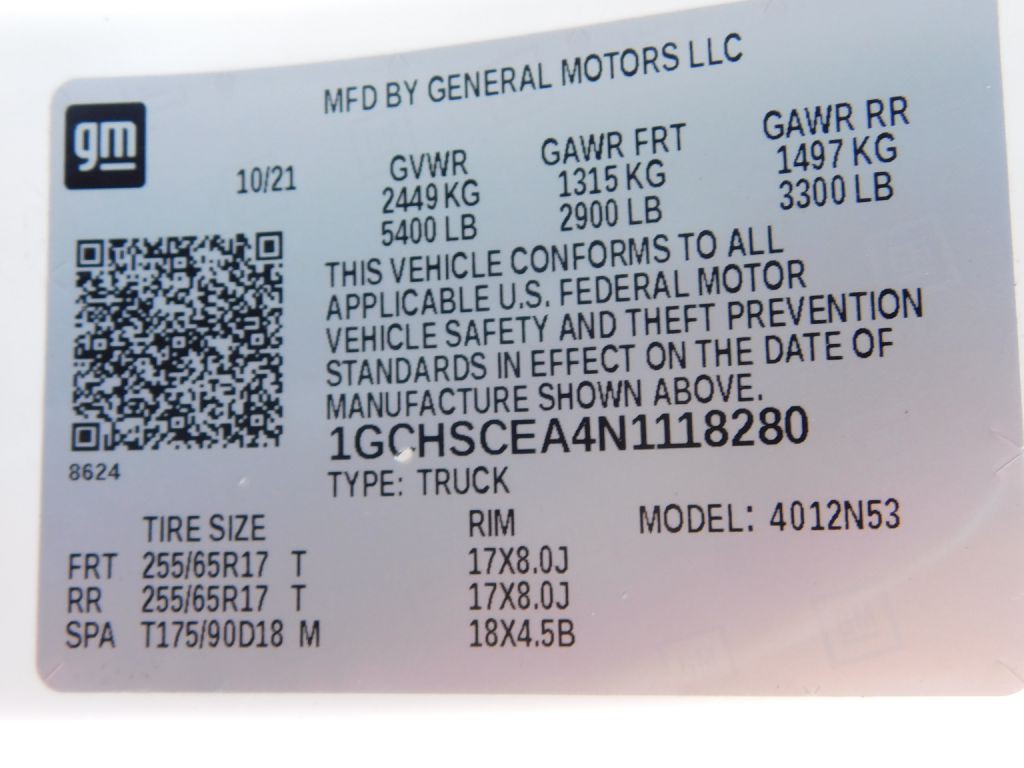 MFD BY GENERAL MOTORS LLC
gm
10/21
GVWR GAWR FRT GAWR RR
2449 KG 1315 KG 1497 KG
5400 LB 2900 LB 3300 LB
THIS VEHICLE CONFORMS TO ALL
APPLICABLE U.S. FEDERAL MOTOR
VEHICLE SAFETY AND THEFT PREVENTION
STANDARDS IN EFFECT ON THE DATE OF
MANUFACTURE SHOWN ABOVE.
1GCHSCEA4N1118280
8624
TYPE: TRUCK
TIRE SIZE RIM MODEL: 4012N53
FRT 255/65R17 T 17X8.0J
RR 255/65R17 T 17X8.0J
SPA T175/90D18 M 18X4.5B